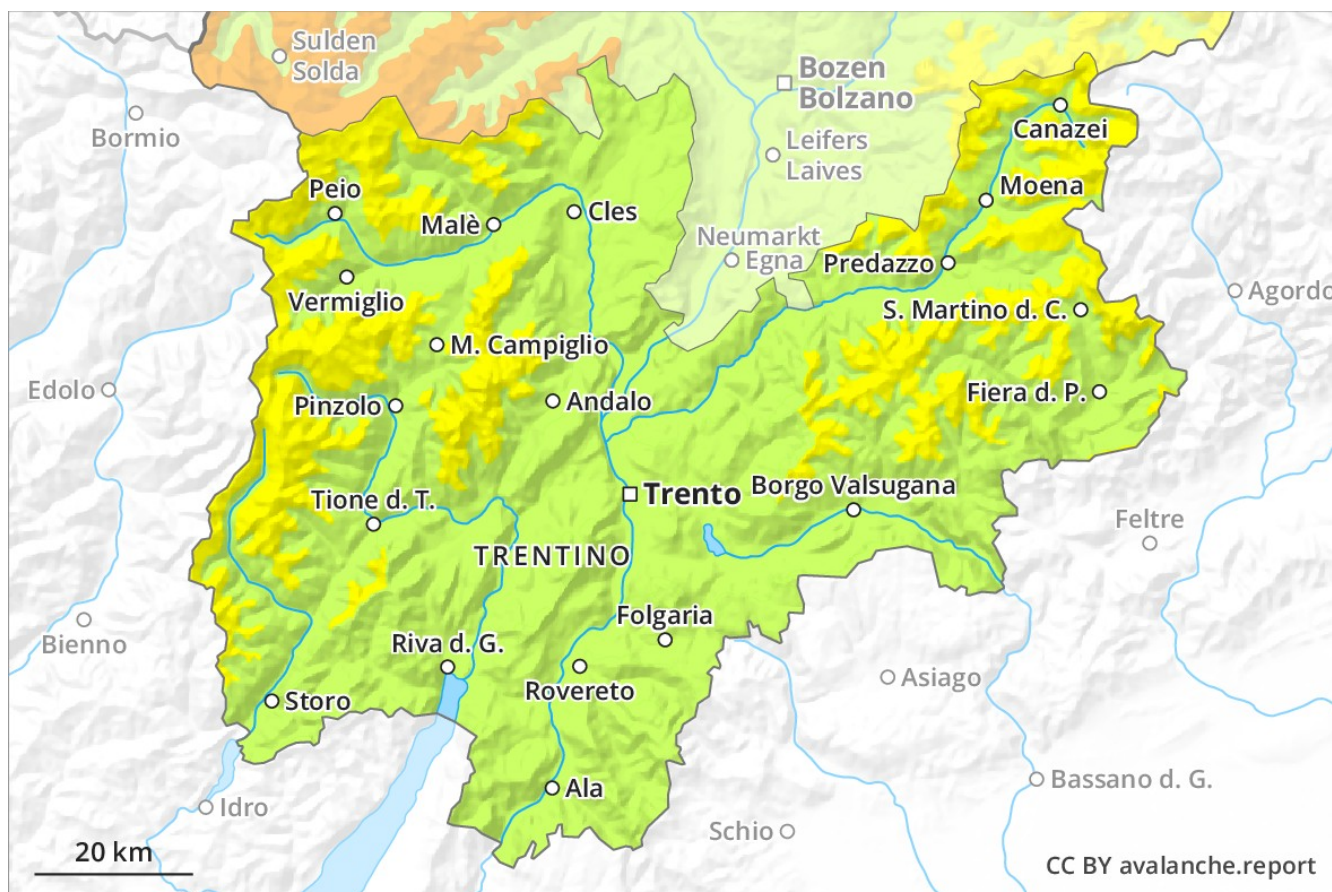 Sulden
Solda
Bozen
Bolzano
Bormio
Canazei
Leifers
Laives
Peio
Moena
Malè
Cles
Neumarkt
Egna
Predazzo
Vermiglio
Agordo
S. Martino d. C.
M. Campiglio
Edolo
Pinzolo
Andalo
Fiera d. P.
Trento
Borgo Valsugana
Tione d. T.
Feltre
TRENTINO
Folgaria
Bienno
Riva d. G.
Asiago
Rovereto
Storo
Bassano d. G.
Ala
Idro
Schio
20 km
CC BY avalanche.report